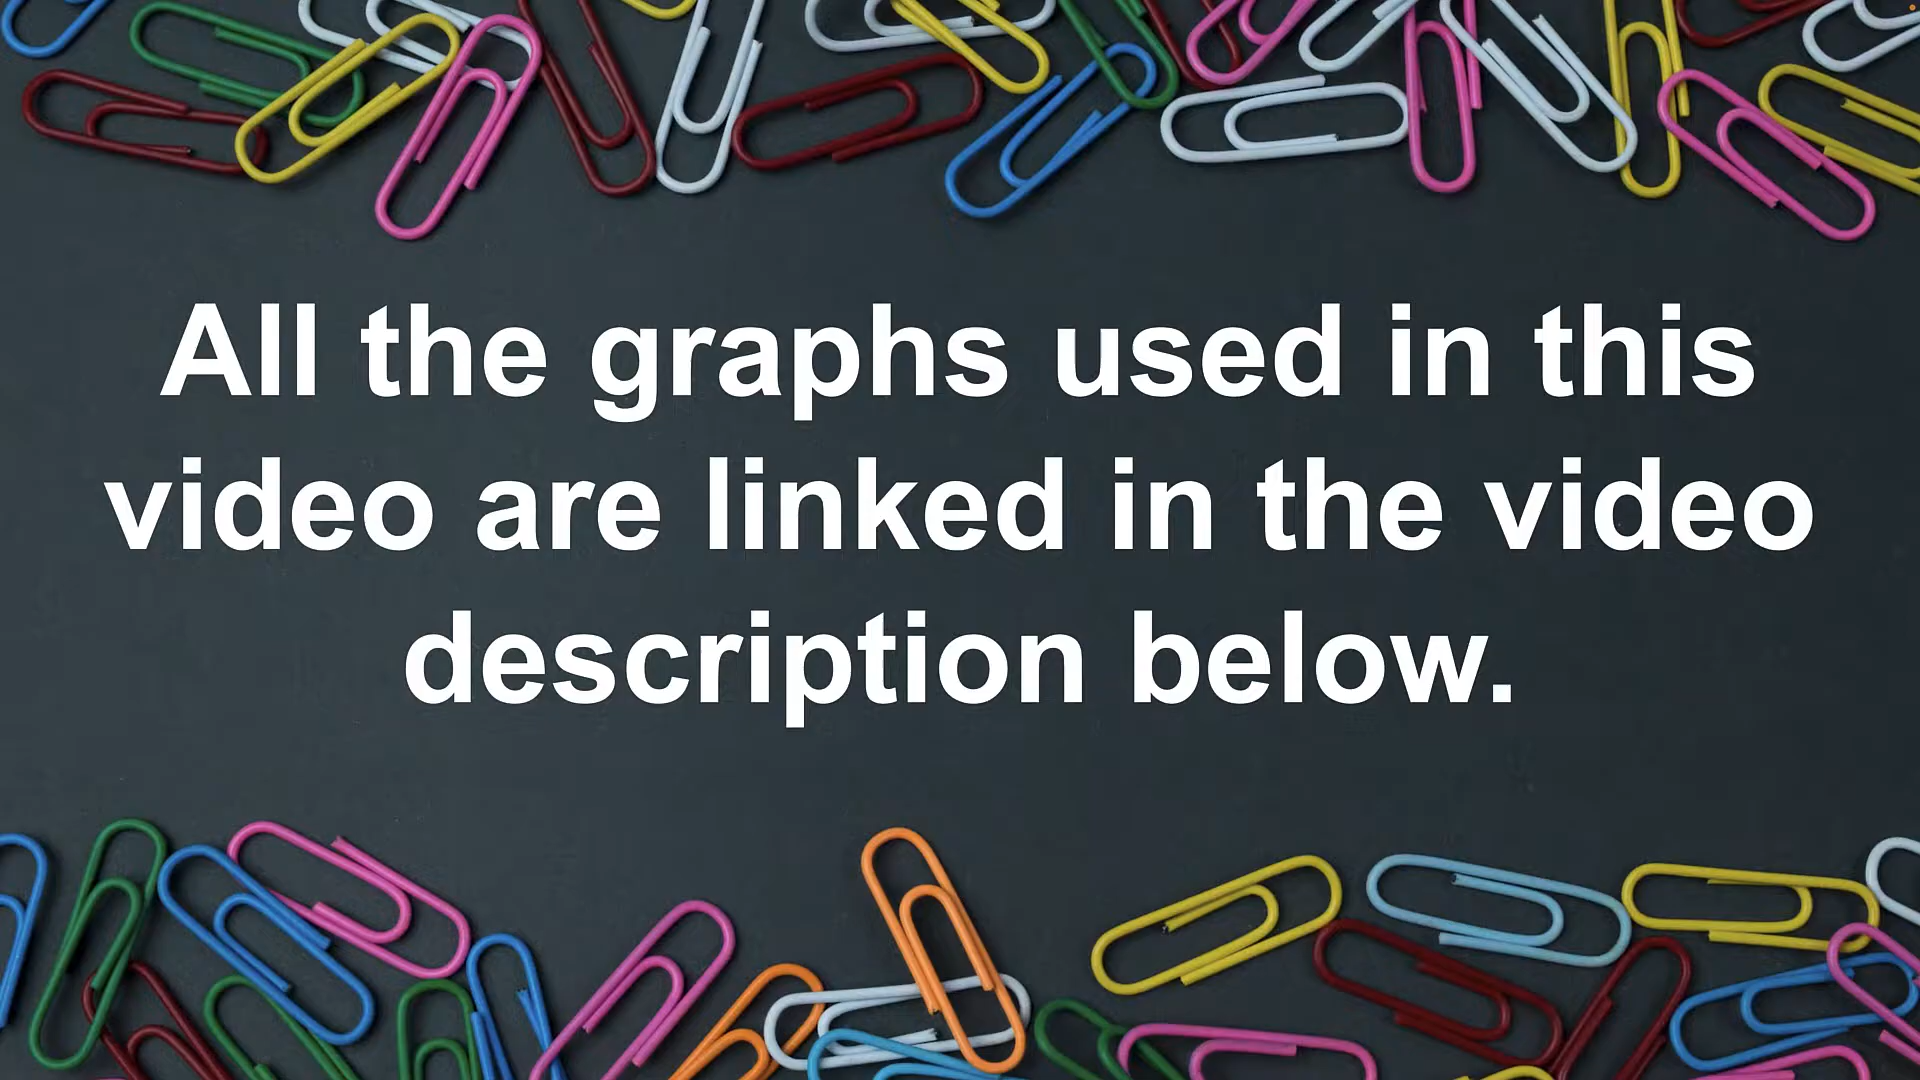 All the graphs used in this
video are linked in the video
description below.